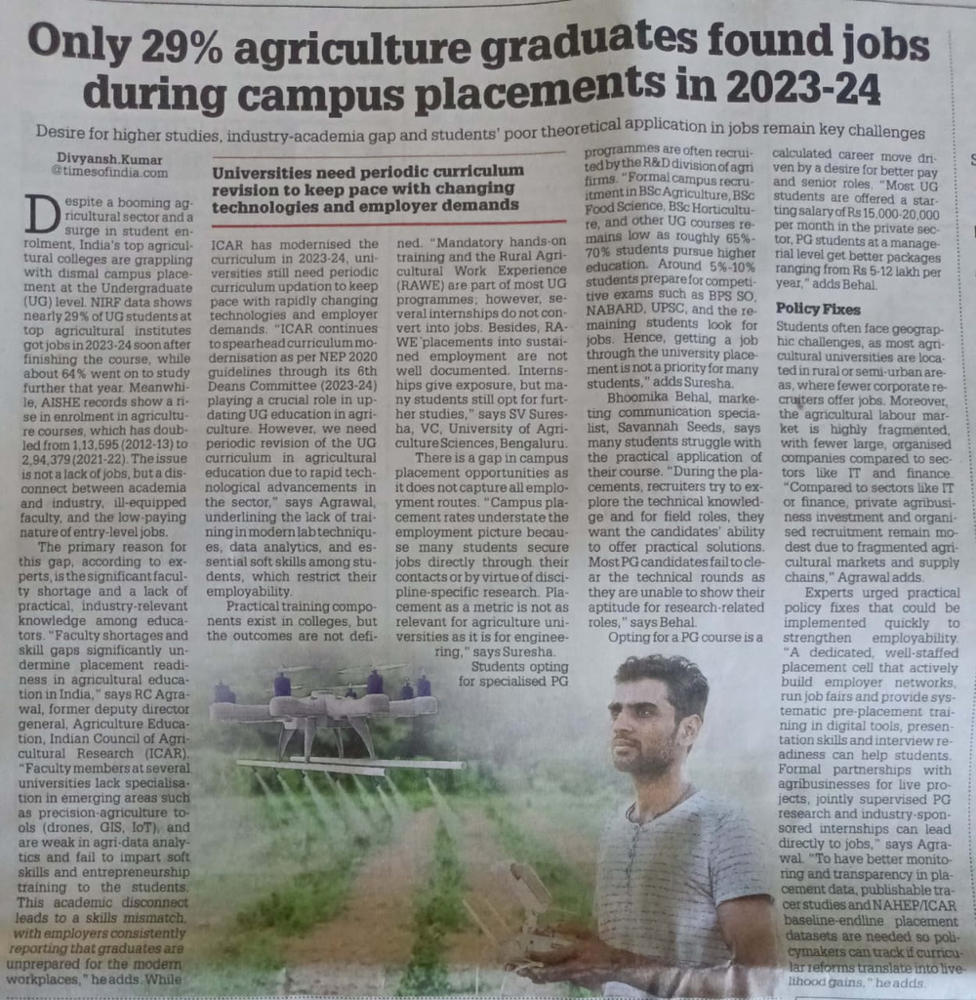 Only 29% agriculture graduates found jobs
during campus placements in 2023-24
Desire for higher studies, industry-academia gap and students' poor theoretical application in jobs remain key challenges
Divyansh.Kumar
@timesofindia.com
Despite a booming ag-
ricultural sector and a
surge in student en-
rolment, India's top agricul-
tural colleges are grappling
with dismal campus place-
ment at the Undergraduate
(UG) level. NIRF data shows
nearly 29% of UG students at
top agricultural institutes
got jobs in 2023-24 soon after
finishing the course, while
about 64% went on to study
further that year. Meanwhi-
le, AISHE records show a ri-
se in enrolment in agricultu-
re courses, which has doub-
led from 1,13,595 (2012-13) to
2,94,379 (2021-22). The issue
is not a lack of jobs, but a dis-
connect between academia
and industry, ill-equipped
faculty, and the low-paying
nature of entry-level jobs.
The primary reason for
this gap, according to ex-
perts, is the significant facul-
ty shortage and a lack of
practical, industry-relevant
knowledge among educa-
tors. "Faculty shortages and
skill gaps significantly un-
dermine placement readi-
ness in agricultural educa-
tion in India," says RC Agra-
wal, former deputy director
general, Agriculture Educa-
tion, Indian Council of Agri-
cultural Research (ICAR).
"Faculty members at several
universities lack specialisa-
tion in emerging areas such
as precision-agriculture to-
ols (drones, GIS, IoT), and
are weak in agri-data analy-
tics and fail to impart soft
skills and entrepreneurship
training to the students.
This academic disconnect
leads to a skills mismatch,
with employers consistently
reporting that graduates are
unprepared for the modern
workplaces," he adds. While
Universities need periodic curriculum
revision to keep pace with changing
technologies and employer demands
ICAR has modernised the
curriculum in 2023-24, uni-
versities still need periodic
curriculum updation to keep
pace with rapidly changing
technologies and employer
demands. "ICAR continues
to spearhead curriculum mo-
dernisation as per NEP 2020
guidelines through its 6th
Deans Committee (2023-24)
playing a crucial role in up-
dating UG education in agri-
culture. However, we need
periodic revision of the UG
curriculum in agricultural
education due to rapid tech-
nological advancements in
the sector," says Agrawal,
underlining the lack of trai-
ning in modern lab techniqu-
es, data analytics, and es-
sential soft skills among stu-
dents, which restrict their
employability.
Practical training compo-
nents exist in colleges, but
the outcomes are not defi-
ned. "Mandatory hands-on
training and the Rural Agri-
cultural Work Experience
(RAWE) are part of most UG
programmes; however, se-
veral internships do not con-
vert into jobs. Besides, RA-
WE placements into sustai-
ned employment are not
well documented. Interns-
hips give exposure, but ma-
ny students still opt for furt-
her studies," says SV Sures-
ha, VC, University of Agri-
culture Sciences, Bengaluru.
There is a gap in campus
placement opportunities as
it does not capture all emplo-
yment routes. "Campus pla-
cement rates understate the
employment picture becau-
se many students secure
jobs directly through their
contacts or by virtue of disci-
pline-specific research. Pla-
cement as a metric is not as
relevant for agriculture uni-
versities as it is for enginee-
ring," says Suresha.
Students opting
for specialised PG
programmes are often recrui-
ted by the R&D division of agri
firms. "Formal campus recru-
itment in BSc Agriculture, BSc
Food Science, BSc Horticultu-
re, and other UG courses re-
mains low as roughly 65%-
70% students pursue higher
education. Around 5%-10%
students prepare for competi-
tive exams such as BPS SO,
NABARD, UPSC, and the re-
maining students look for
jobs. Hence, getting a job
through the university place-
ment is not a priority for many
students," adds Suresha.
Bhoomika Behal, marke-
ting communication specia-
list, Savannah Seeds, says
many students struggle with
the practical application of
their course. "During the pla-
cements, recruiters try to ex-
plore the technical knowled-
ge and for field roles, they
want the candidates' ability
to offer practical solutions.
Most PG candidates fail to cle-
ar the technical rounds as
they are unable to show their
aptitude for research-related
roles," says Behal.
Opting for a PG course is a
calculated career move dri-
ven by a desire for better pay
and senior roles. "Most UG
students are offered a star-
ting salary of Rs 15,000-20,000
per month in the private sec-
tor, PG students at a manage-
rial level get better packages
ranging from Rs 5-12 lakh per
year," adds Behal.
Policy Fixes
Students often face geograp-
hic challenges, as most agri-
cultural universities are loca-
ted in rural or semi-urban are-
as, where fewer corporate re-
cruiters offer jobs. Moreover,
the agricultural labour mar-
ket is highly fragmented,
with fewer large, organised
companies compared to sec-
tors like IT and finance.
"Compared to sectors like IT
or finance, private agribusi-
ness investment and organi-
sed recruitment remain mo-
dest due to fragmented agri-
cultural markets and supply
chains," Agrawal adds.
Experts urged practical
policy fixes that could be
implemented quickly to
strengthen employability.
"A dedicated, well-staffed
placement cell that actively
build employer networks,
run job fairs and provide sys-
tematic pre-placement trai-
ning in digital tools, presen-
tation skills and interview re-
adiness can help students.
Formal partnerships with
agribusinesses for live pro-
jects, jointly supervised PG
research and industry-spon-
sored internships can lead
directly to jobs," says Agra-
wal. "To have better monito-
ring and transparency in pla-
cement data, publishable tra-
cer studies and NAHEP/ICAR
baseline-endline placement
datasets are needed so poli-
cymakers can track if curricu-
lar reforms translate into live-
lihood gains," he adds.